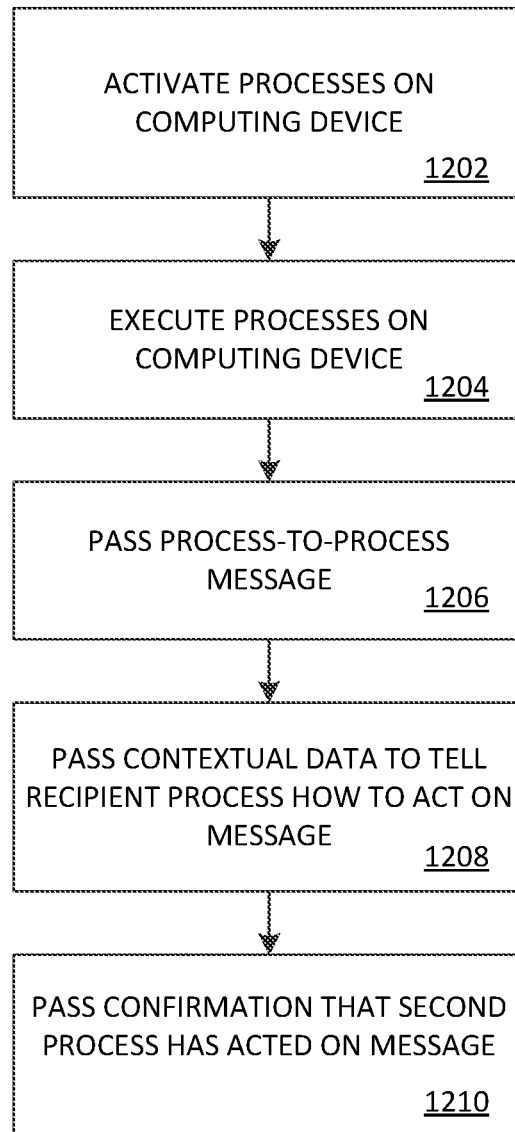 ACTIVATE PROCESSES ON
COMPUTING DEVICE
1202
EXECUTE PROCESSES ON
COMPUTING DEVICE
1204
PASS PROCESS-TO-PROCESS
MESSAGE
1206
PASS CONTEXTUAL DATA TO TELL
RECIPIENT PROCESS HOW TO ACT ON
MESSAGE
1208
PASS CONFIRMATION THAT SECOND
PROCESS HAS ACTED ON MESSAGE
1210